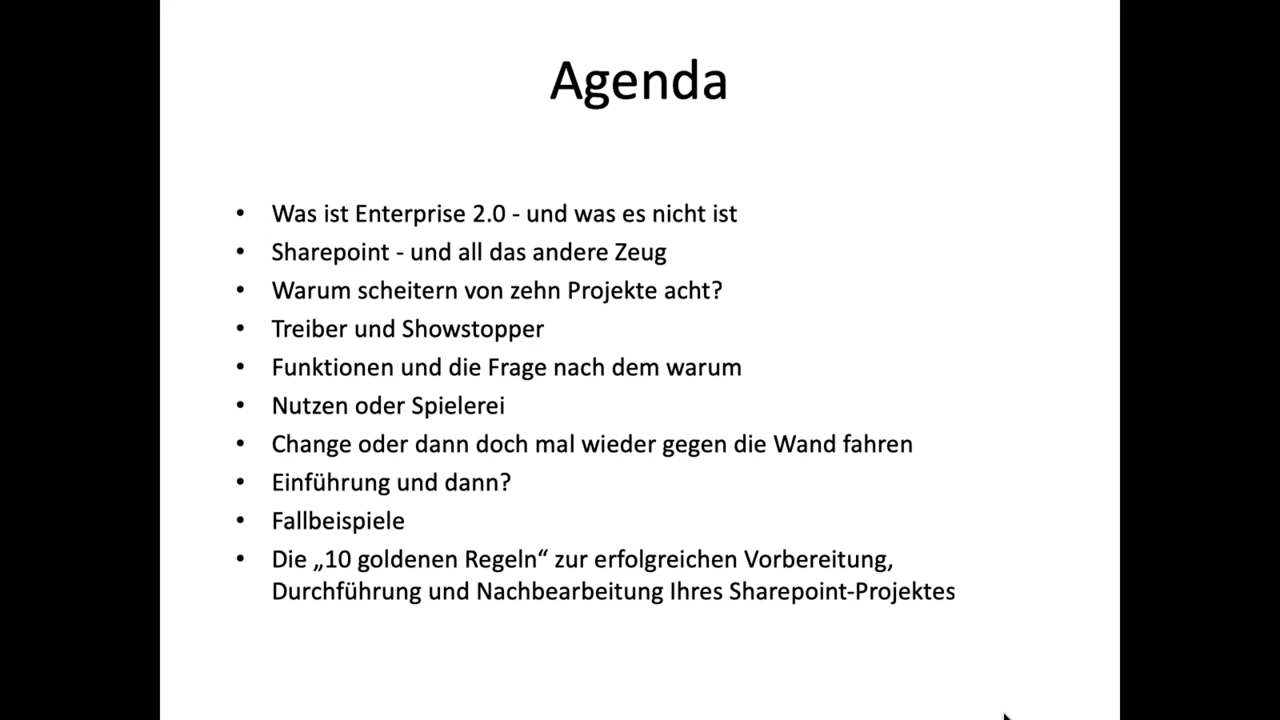 Agenda
• Was ist Enterprise 2.0 - und was es nicht ist
• Sharepoint - und all das andere Zeug
• Warum scheitern von zehn Projekte acht?
• Treiber und Showstopper
• Funktionen und die Frage nach dem warum
• Nutzen oder Spielerei
• Change oder dann doch mal wieder gegen die Wand fahren
• Einführung und dann?
• Fallbeispiele
• Die „10 goldenen Regeln“ zur erfolgreichen Vorbereitung,
Durchführung und Nachbearbeitung Ihres Sharepoint-Projektes